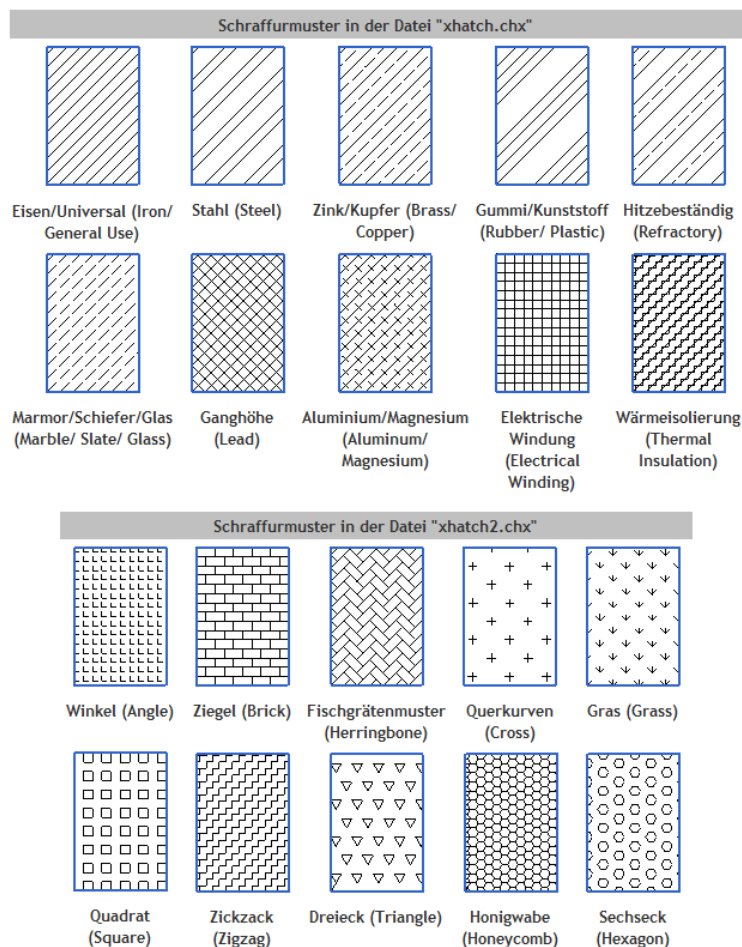 Schraffurmuster in der Datei "xhatch.chx"
Eisen/Universal (Iron/
General Use)
Stahl (Steel)
Zink/Kupfer (Brass/
Copper)
Gummi/Kunststoff
(Rubber/ Plastic)
Hitzebeständig
(Refractory)
Marmor/Schiefer/Glas
(Marble/ Slate/ Glass)
Ganghöhe
(Lead)
Aluminium/Magnesium
(Aluminum/
Magnesium)
Elektrische
Windung
(Electrical
Winding)
Wärmeisolierung
(Thermal
Insulation)
Schraffurmuster in der Datei "xhatch2.chx"
Winkel (Angle)
Ziegel (Brick)
Fischgrätenmuster
(Herringbone)
Querkurven
(Cross)
Gras (Grass)
Quadrat
(Square)
Zickzack
(Zigzag)
Dreieck (Triangle)
Honigwabe
(Honeycomb)
Sechseck
(Hexagon)